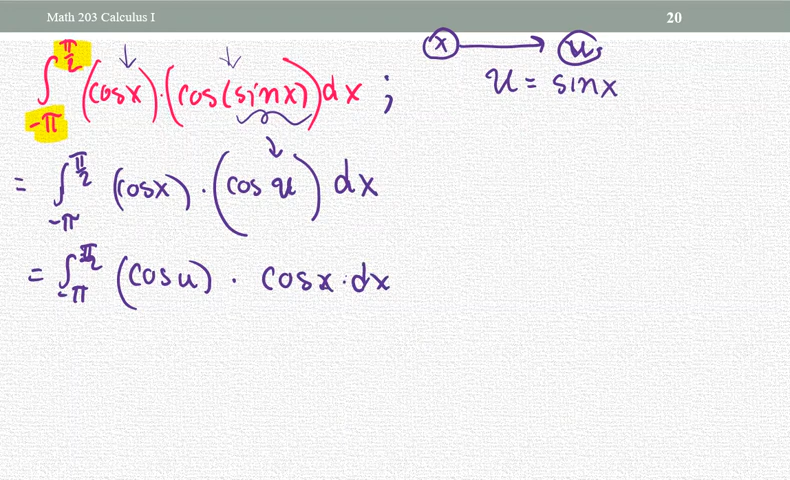 Math 203 Calculus I 20
∫_{-π}^{π/2} (cosx)·(cos(sinx))dx ; x → u
u = sinx
= ∫_{-π}^{π/2} (cosx) · (cos u) dx
= ∫_{-π}^{π/2} (cosu) · cosx·dx